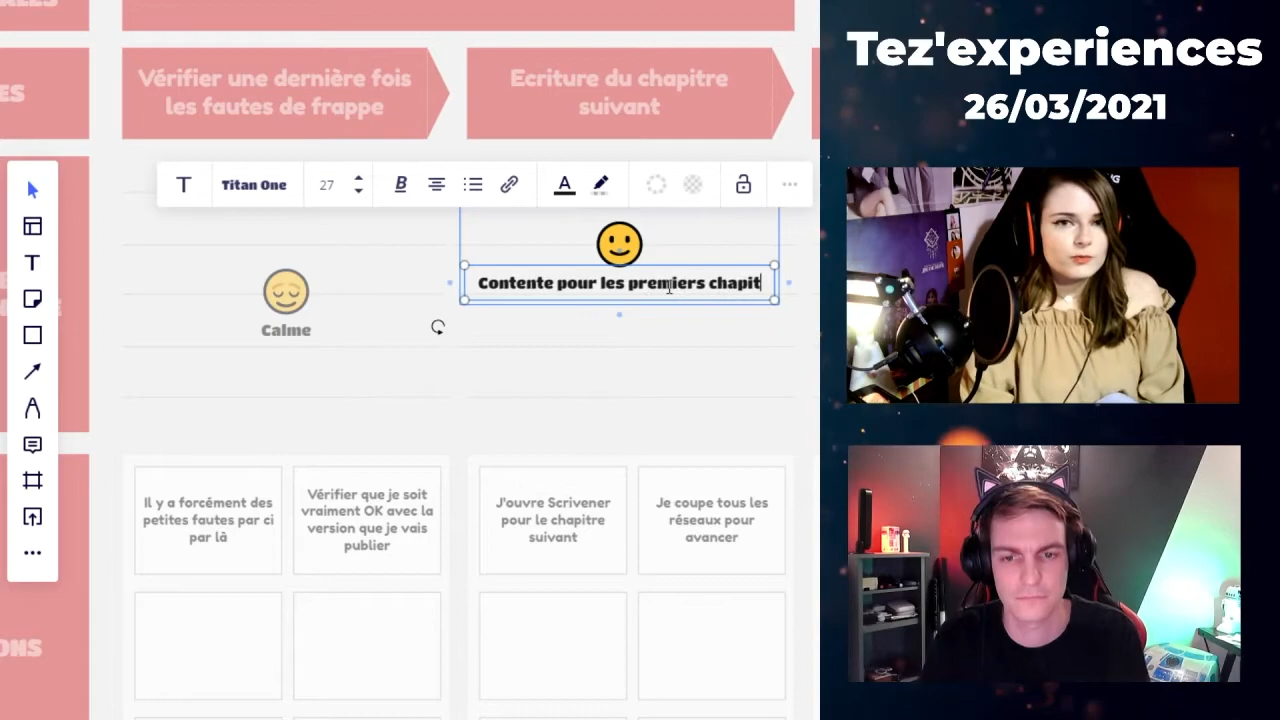 Tez'experiences
26/03/2021
ES
Vérifier une dernière fois
les fautes de frappe
Ecriture du chapitre
suivant
T
Titan One
27
B
A
Contente pour les premiers chapit
Calme
T
Il y a forcément des
petites fautes par ci
par là
Vérifier que je soit
vraiment OK avec la
version que je vais
publier
J'ouvre Scrivener
pour le chapitre
suivant
Je coupe tous les
réseaux pour
avancer
ONS